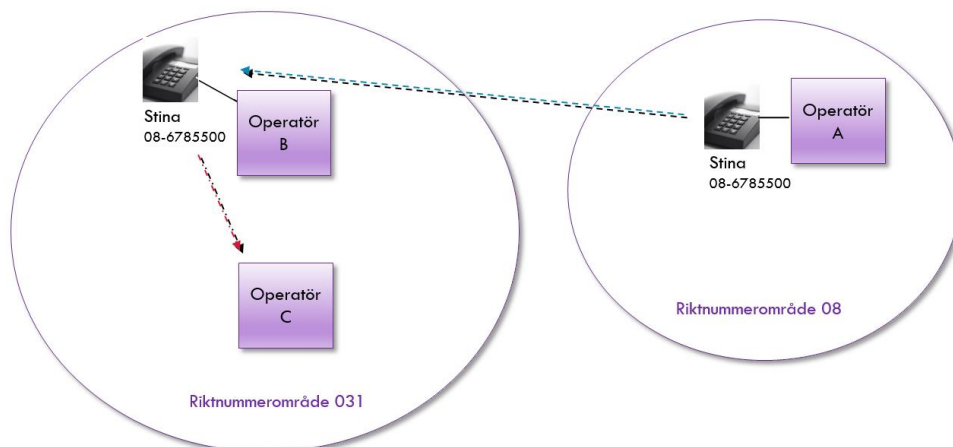 Stina
08-6785500
Operatör
B
Operatör
C
Riktnummerområde 031
Stina
08-6785500
Operatör
A
Riktnummerområde 08